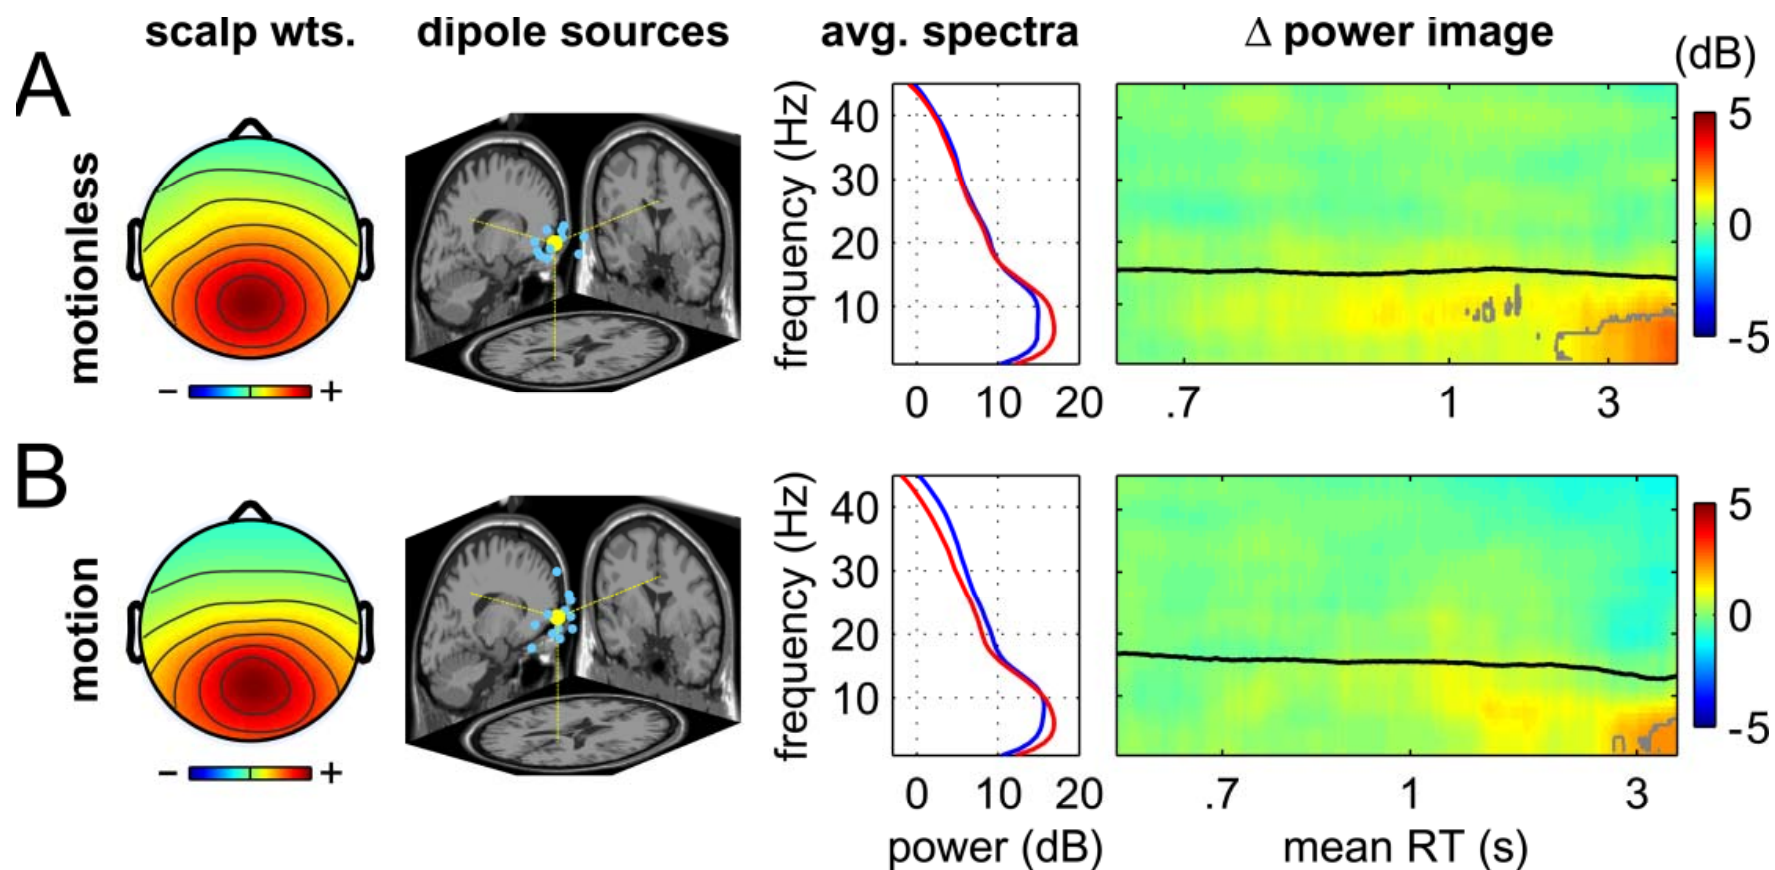 scalp wts. dipole sources avg. spectra Δ power image
(dB)
A
motionless
− +
frequency (Hz)
40
30
20
10
0 10 20
.7 1 3
5
0
-5
B
motion
− +
frequency (Hz)
40
30
20
10
0 10 20
power (dB)
.7 1 3
mean RT (s)
5
0
-5